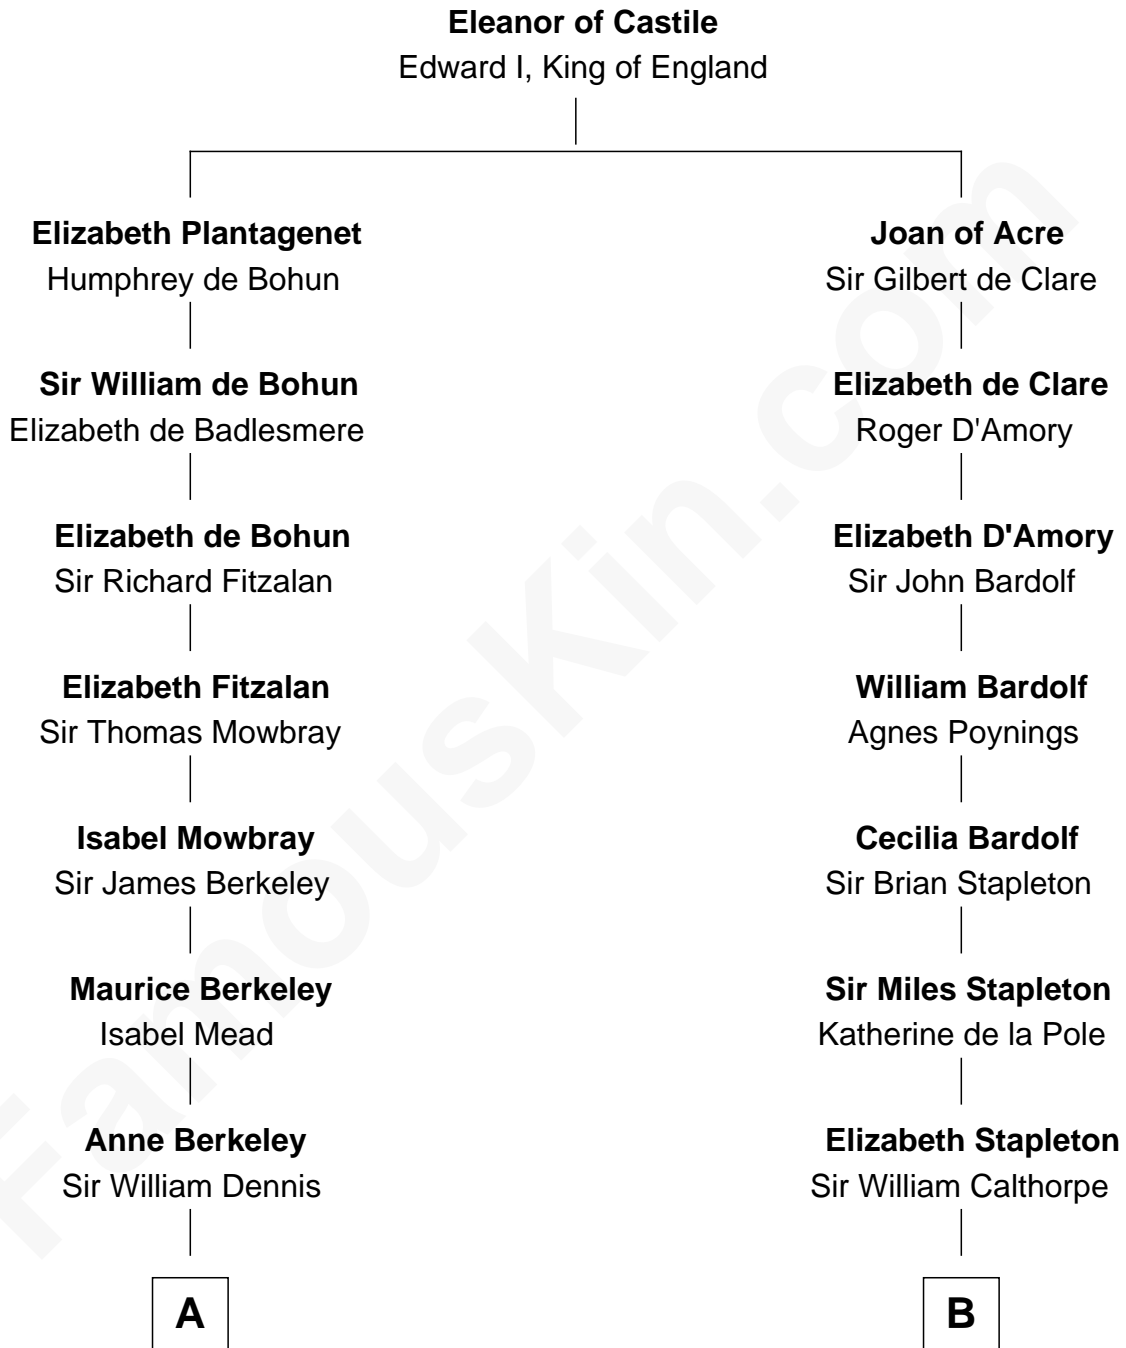 Eleanor of Castile
Edward I, King of England
Elizabeth Plantagenet
Humphrey de Bohun
Sir William de Bohun
Elizabeth de Badlesmere
Elizabeth de Bohun
Sir Richard Fitzalan
Elizabeth Fitzalan
Sir Thomas Mowbray
Isabel Mowbray
Sir James Berkeley
Maurice Berkeley
Isabel Mead
Anne Berkeley
Sir William Dennis
A
Joan of Acre
Sir Gilbert de Clare
Elizabeth de Clare
Roger D'Amory
Elizabeth D'Amory
Sir John Bardolf
William Bardolf
Agnes Poynings
Cecilia Bardolf
Sir Brian Stapleton
Sir Miles Stapleton
Katherine de la Pole
Elizabeth Stapleton
Sir William Calthorpe
B
FamousKin.com